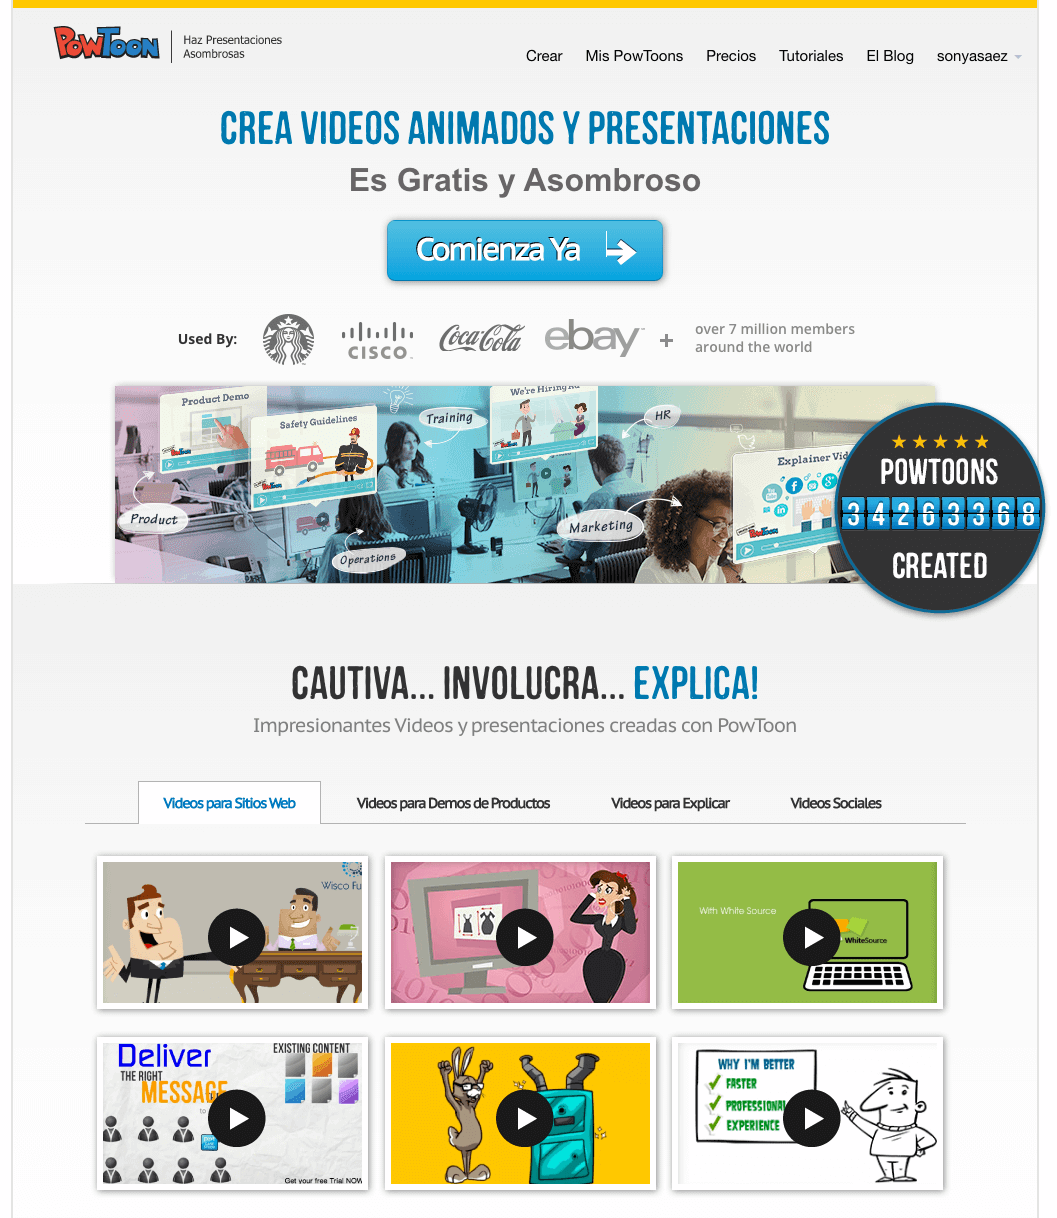 PowToon
Haz Presentaciones
Asombrosas
Crear Mis PowToons Precios Tutoriales El Blog sonyasaez
CREA VIDEOS ANIMADOS Y PRESENTACIONES
Es Gratis y Asombroso
Comienza Ya
Used By:
CISCO
Coca-Cola
ebay
+
over 7 million members
around the world
Product Demo
Safety Guidelines
Training
We're Hiring Ad
HR
Explainer Vid
Product
Operations
Marketing
POWTOONS
34263368
CREATED
CAUTIVA... INVOLUCRA... EXPLICA!
Impresionantes Videos y presentaciones creadas con PowToon
Videos para Sitios Web Videos para Demos de Productos Videos para Explicar Videos Sociales
Wisco Fu
With White Source
WhiteSource
Deliver
THE RIGHT
MESSAGE
to
EXISTING CONTENT
Get your free Trial NOW
WHY I'M BETTER
FASTER
PROFESSIONAL
EXPERIENCE